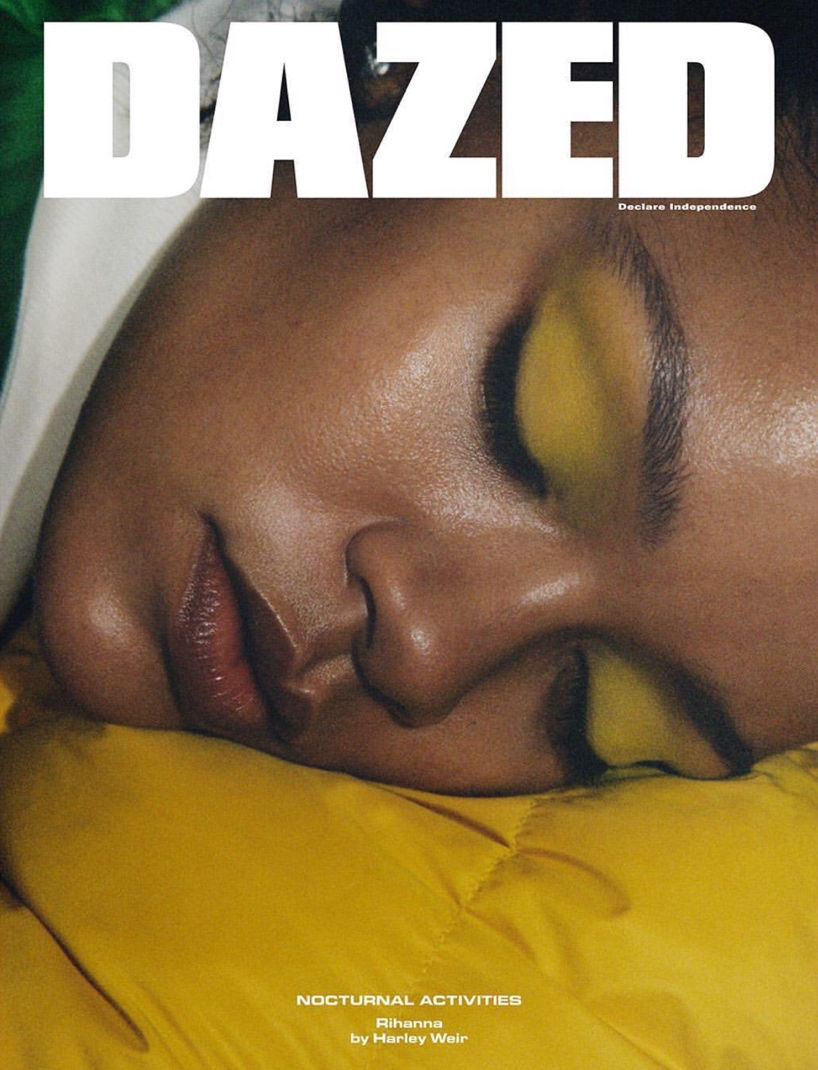 DAZED
Declare Independence
NOCTURNAL ACTIVITIES
Rihanna
by Harley Weir